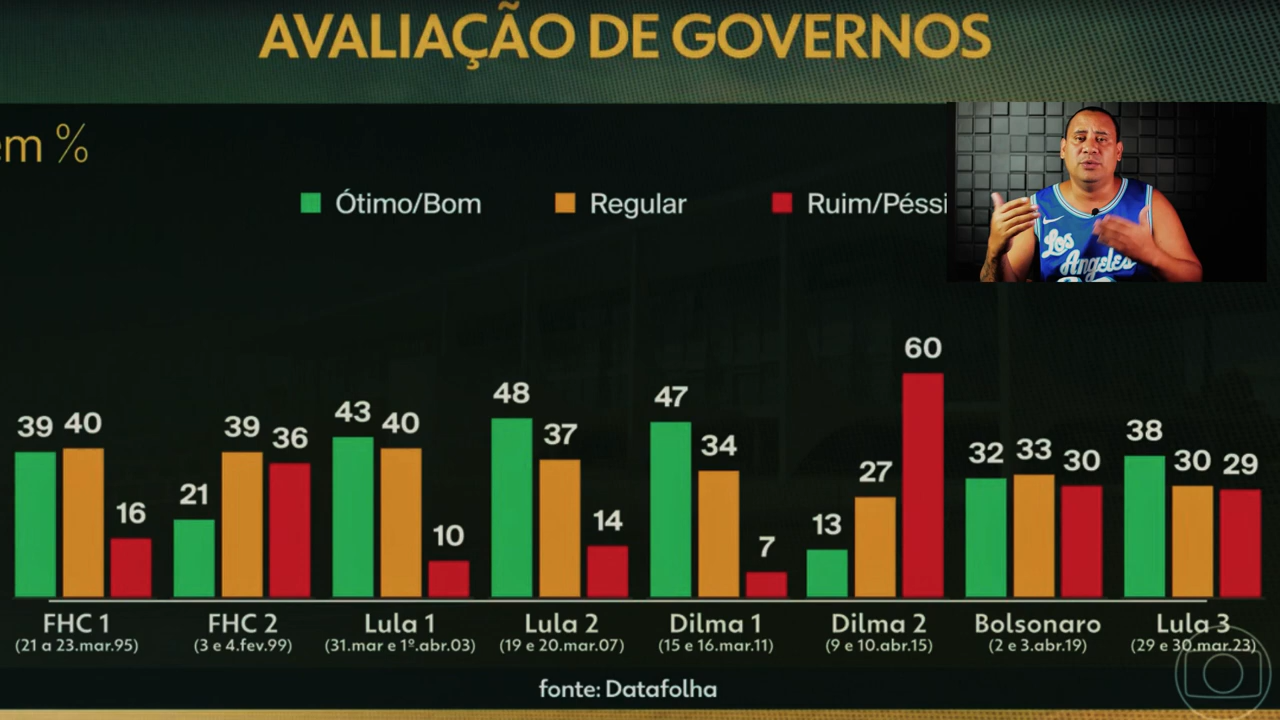 AVALIAÇÃO DE GOVERNOS
em %
Ótimo/Bom Regular Ruim/Péssi
Los
Angeles
39 40 16 21 39 36 43 40 10 48 37 14 47 34 7 13 27 60 32 33 30 38 30 29
FHC 1 FHC 2 Lula 1 Lula 2 Dilma 1 Dilma 2 Bolsonaro Lula 3
(21 a 23.mar.95) (3 e 4.fev.99) (31.mar e 1º.abr.03) (19 e 20.mar.07) (15 e 16.mar.11) (9 e 10.abr.15) (2 e 3.abr.19) (29 e 30.mar.23)
fonte: Datafolha